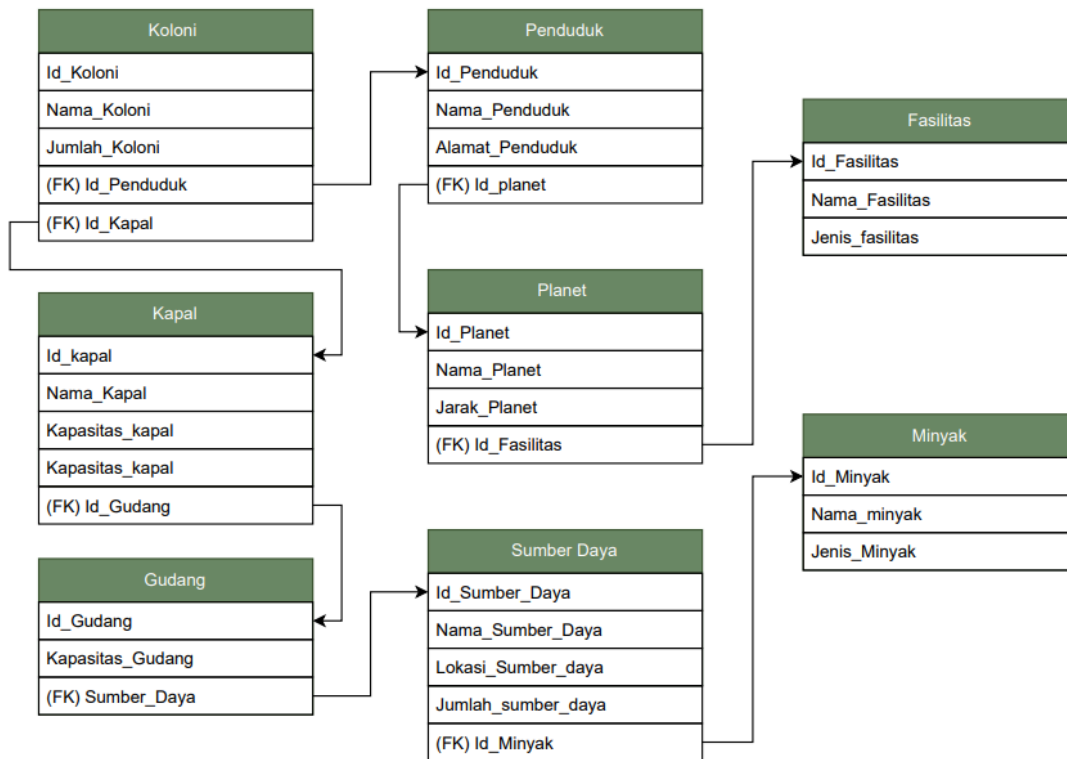 Koloni
Id_Koloni
Nama_Koloni
Jumlah_Koloni
(FK) Id_Penduduk
(FK) Id_Kapal
Kapal
Id_kapal
Nama_Kapal
Kapasitas_kapal
Kapasitas_kapal
(FK) Id_Gudang
Gudang
Id_Gudang
Kapasitas_Gudang
(FK) Sumber_Daya
Penduduk
Id_Penduduk
Nama_Penduduk
Alamat_Penduduk
(FK) Id_planet
Planet
Id_Planet
Nama_Planet
Jarak_Planet
(FK) Id_Fasilitas
Sumber Daya
Id_Sumber_Daya
Nama_Sumber_Daya
Lokasi_Sumber_daya
Jumlah_sumber_daya
(FK) Id_Minyak
Fasilitas
Id_Fasilitas
Nama_Fasilitas
Jenis_fasilitas
Minyak
Id_Minyak
Nama_minyak
Jenis_Minyak